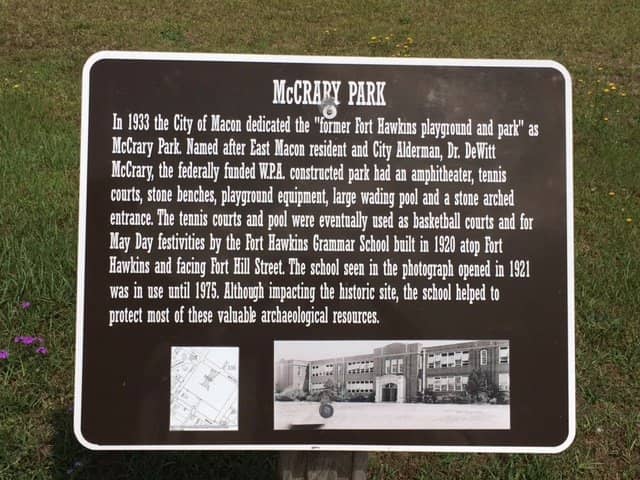 McCRARY PARK
In 1933 the City of Macon dedicated the "former Fort Hawkins playground and park" as
McCrary Park. Named after East Macon resident and City Alderman, Dr. DeWitt
McCrary, the federally funded W.P.A. constructed park had an amphitheater, tennis
courts, stone benches, playground equipment, large wading pool and a stone arched
entrance. The tennis courts and pool were eventually used as basketball courts and for
May Day festivities by the Fort Hawkins Grammar School built in 1920 atop Fort
Hawkins and facing Fort Hill Street. The school seen in the photograph opened in 1921
was in use until 1975. Although impacting the historic site, the school helped to
protect most of these valuable archaeological resources.